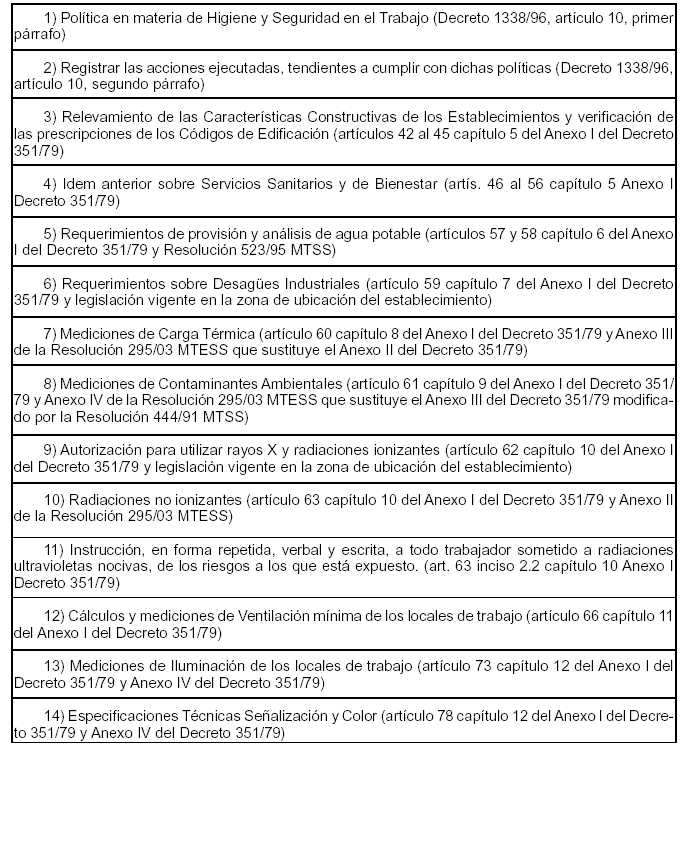 1) Política en materia de Higiene y Seguridad en el Trabajo (Decreto 1338/96, artículo 10, primer
párrafo)
2) Registrar las acciones ejecutadas, tendientes a cumplir con dichas políticas (Decreto 1338/96,
artículo 10, segundo párrafo)
3) Relevamiento de las Características Constructivas de los Establecimientos y verificación de
las prescripciones de los Códigos de Edificación (artículos 42 al 45 capítulo 5 del Anexo I del Decreto
351/79)
4) Idem anterior sobre Servicios Sanitarios y de Bienestar (artís. 46 al 56 capítulo 5 Anexo I
Decreto 351/79)
5) Requerimientos de provisión y análisis de agua potable (artículos 57 y 58 capítulo 6 del Anexo
I del Decreto 351/79 y Resolución 523/95 MTSS)
6) Requerimientos sobre Desagües Industriales (artículo 59 capítulo 7 del Anexo I del Decreto
351/79 y legislación vigente en la zona de ubicación del establecimiento)
7) Mediciones de Carga Térmica (artículo 60 capítulo 8 del Anexo I del Decreto 351/79 y Anexo III
de la Resolución 295/03 MTESS que sustituye el Anexo II del Decreto 351/79)
8) Mediciones de Contaminantes Ambientales (artículo 61 capítulo 9 del Anexo I del Decreto 351/
79 y Anexo IV de la Resolución 295/03 MTESS que sustituye el Anexo III del Decreto 351/79 modifica-
do por la Resolución 444/91 MTSS)
9) Autorización para utilizar rayos X y radiaciones ionizantes (artículo 62 capítulo 10 del Anexo I
del Decreto 351/79 y legislación vigente en la zona de ubicación del establecimiento)
10) Radiaciones no ionizantes (artículo 63 capítulo 10 del Anexo I del Decreto 351/79 y Anexo II
de la Resolución 295/03 MTESS)
11) Instrucción, en forma repetida, verbal y escrita, a todo trabajador sometido a radiaciones
ultravioletas nocivas, de los riesgos a los que está expuesto. (art. 63 inciso 2.2 capítulo 10 Anexo I
Decreto 351/79)
12) Cálculos y mediciones de Ventilación mínima de los locales de trabajo (artículo 66 capítulo 11
del Anexo I del Decreto 351/79)
13) Mediciones de Iluminación de los locales de trabajo (artículo 73 capítulo 12 del Anexo I del
Decreto 351/79 y Anexo IV del Decreto 351/79)
14) Especificaciones Técnicas Señalización y Color (artículo 78 capítulo 12 del Anexo I del Decre-
to 351/79 y Anexo IV del Decreto 351/79)